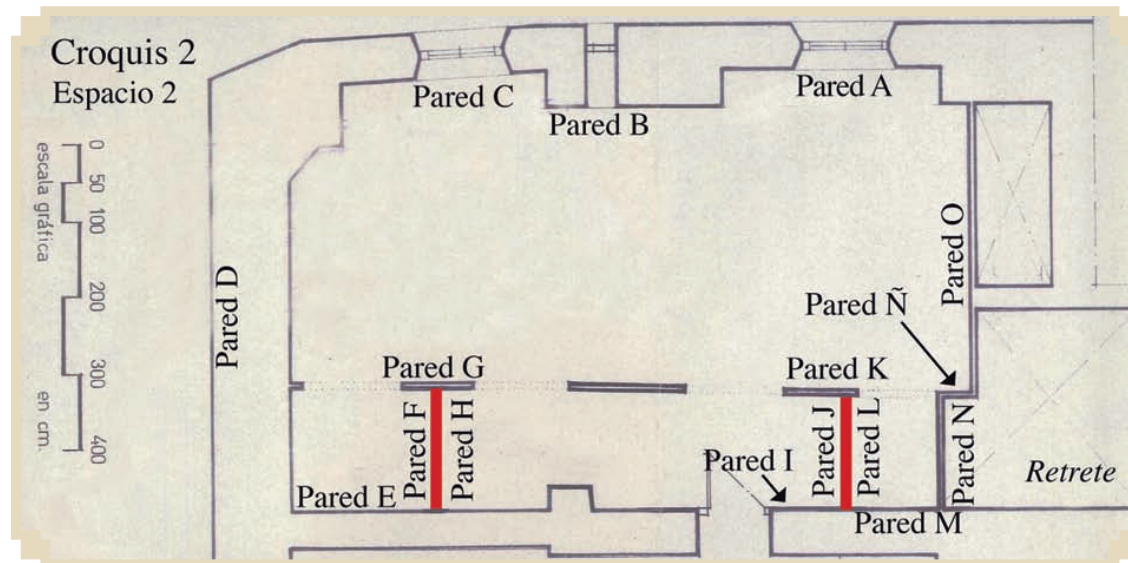 Croquis 2
Espacio 2
Pared C
Pared A
Pared B
0
50
100
200
300
400
escala gráfica
en cm.
Pared D
Pared O
Pared Ñ
Pared G
Pared K
Pared F
Pared H
Pared J
Pared L
Pared N
Pared I
Pared E
Pared M
Retrete